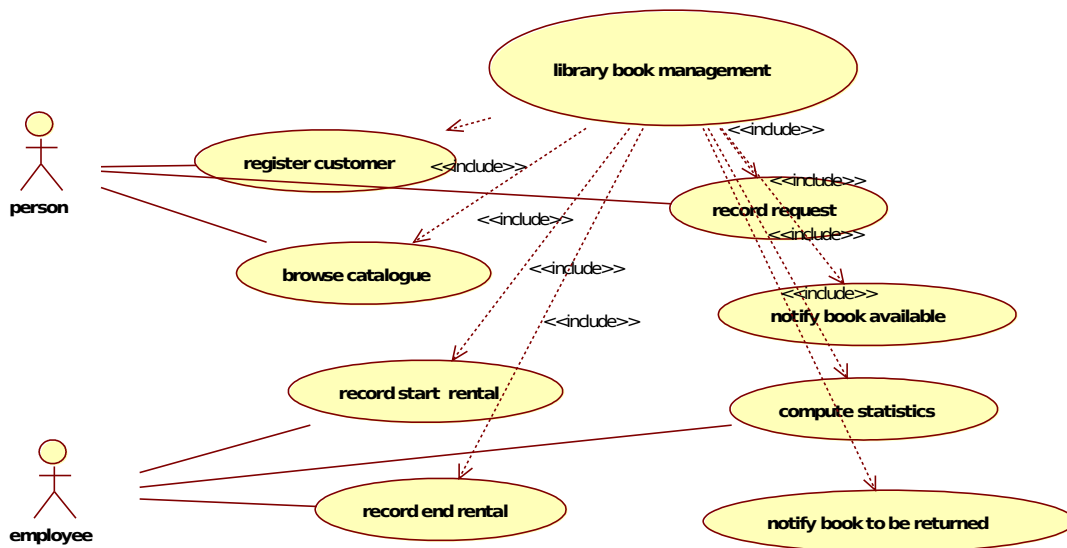 library book management
<<include>>
register customer
<<include>>
<<include>>
person
record request
<<include>>
<<include>>
browse catalogue
<<include>>
<<include>>
notify book available
<<include>>
record start  rental
compute statistics
record end rental
notify book to be returned
employee